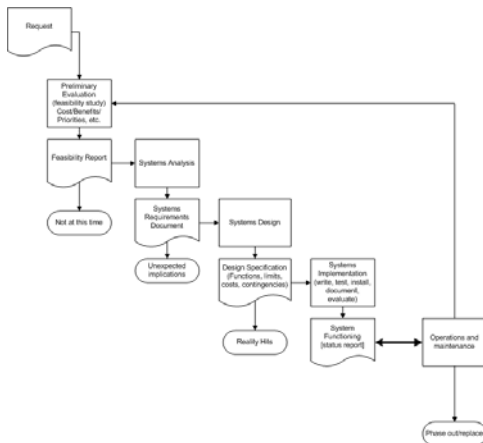 Request
Preliminary
Evaluation
(feasibility study)
Cost/Benefits/
Priorities, etc.
Feasibility Report
Systems Analysis
Not at this time
Systems
Requirements
Document
Systems Design
Unexpected
implications
Design Specification
(Functions, limits,
costs, contingencies)
Systems
Implementation
(write, test, install,
document,
evaluate)
Reality Hits
System
Functioning
[status report]
Operations and
maintenance
Phase out/replace